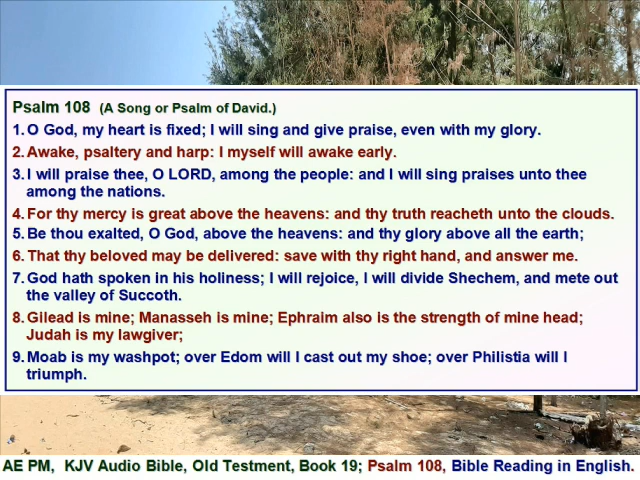 Psalm 108 (A Song or Psalm of David.)
1. O God, my heart is fixed; I will sing and give praise, even with my glory.
2. Awake, psaltery and harp: I myself will awake early.
3. I will praise thee, O LORD, among the people: and I will sing praises unto thee
among the nations.
4. For thy mercy is great above the heavens: and thy truth reacheth unto the clouds.
5. Be thou exalted, O God, above the heavens: and thy glory above all the earth;
6. That thy beloved may be delivered: save with thy right hand, and answer me.
7. God hath spoken in his holiness; I will rejoice, I will divide Shechem, and mete out
the valley of Succoth.
8. Gilead is mine; Manasseh is mine; Ephraim also is the strength of mine head;
Judah is my lawgiver;
9. Moab is my washpot; over Edom will I cast out my shoe; over Philistia will I
triumph.
AE PM, KJV Audio Bible, Old Testment, Book 19; Psalm 108, Bible Reading in English.